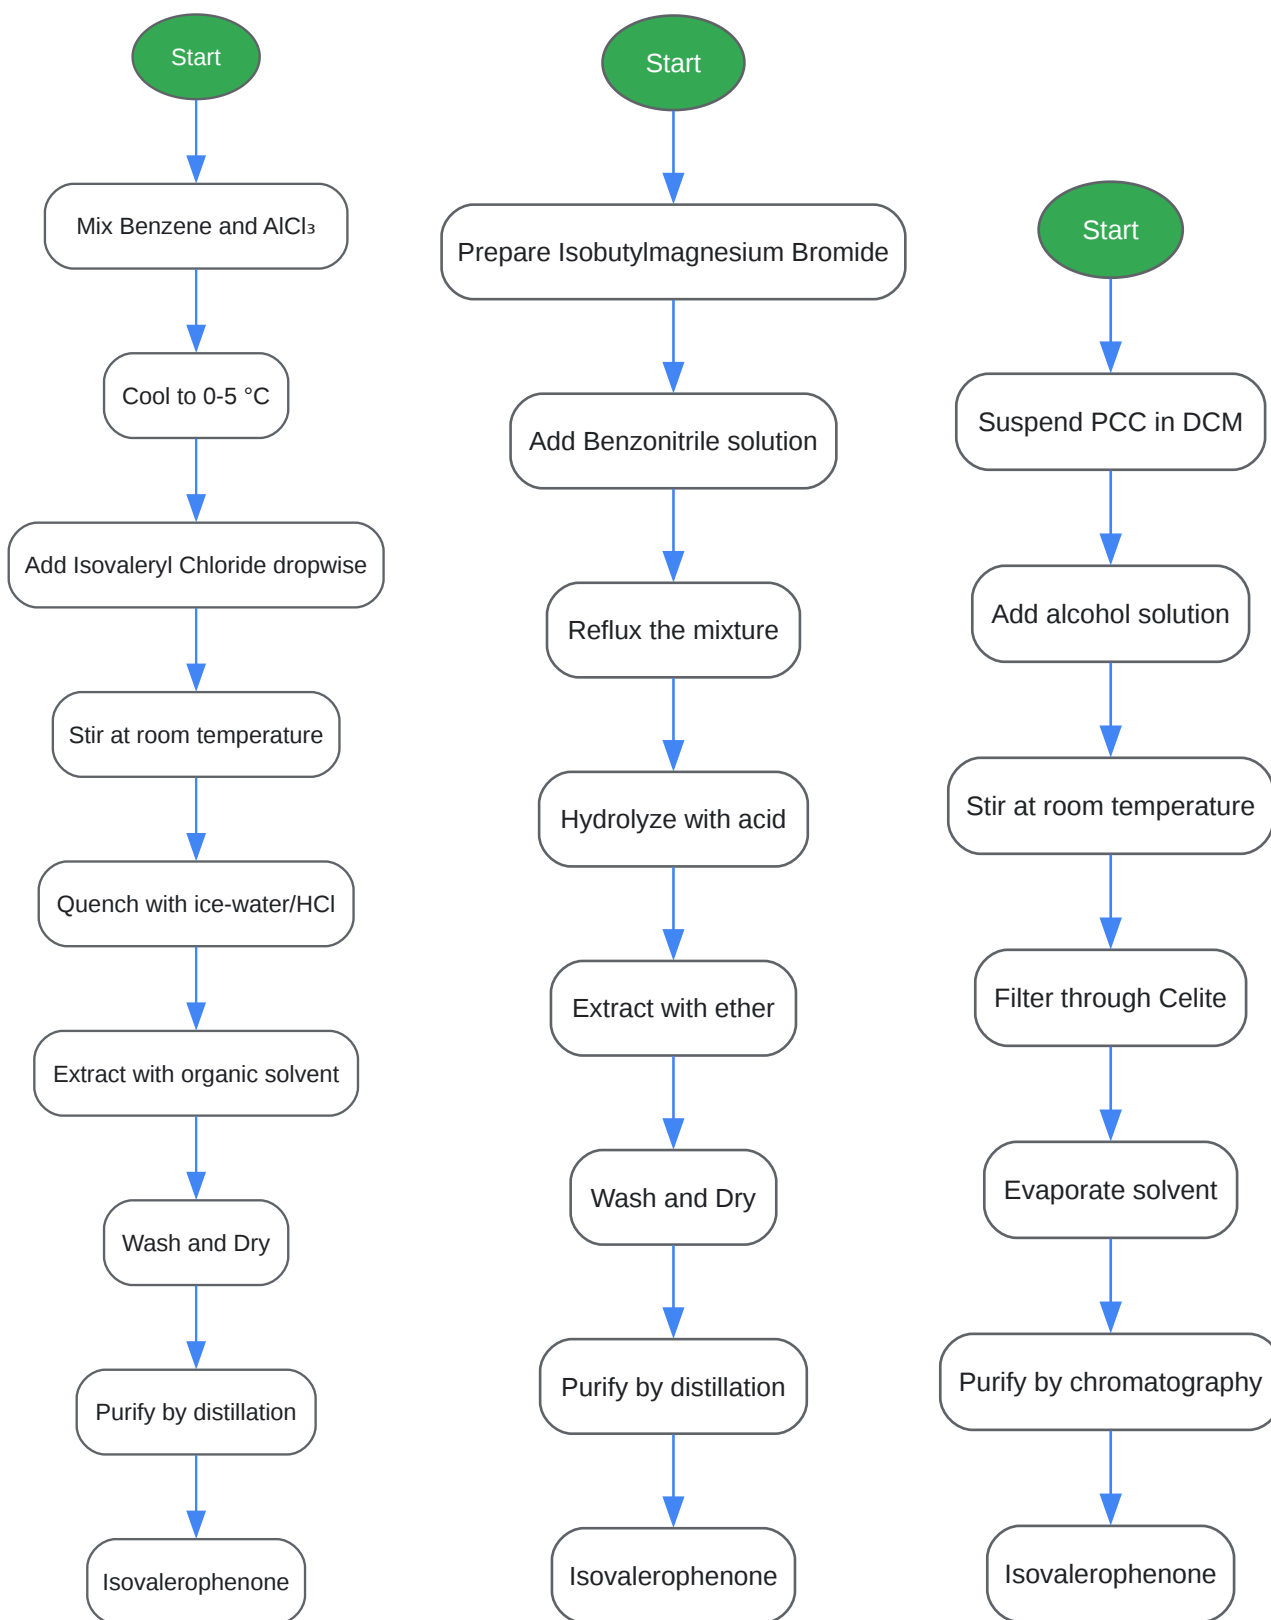 Start
Mix Benzene and AlCl₃
Cool to 0-5 °C
Add Isovaleryl Chloride dropwise
Stir at room temperature
Quench with ice-water/HCl
Extract with organic solvent
Wash and Dry
Purify by distillation
Isovalerophenone
Start
Prepare Isobutylmagnesium Bromide
Add Benzonitrile solution
Reflux the mixture
Hydrolyze with acid
Extract with ether
Wash and Dry
Purify by distillation
Isovalerophenone
Start
Suspend PCC in DCM
Add alcohol solution
Stir at room temperature
Filter through Celite
Evaporate solvent
Purify by chromatography
Isovalerophenone